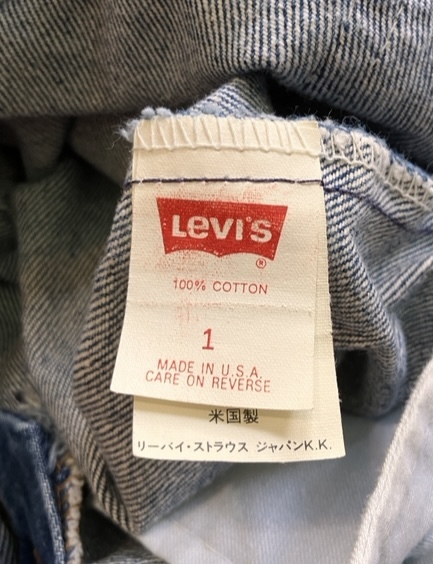 Levi's
®
100% COTTON
1
MADE IN U.S.A.
CARE ON REVERSE
米国製
リーバイ・ストラウス ジャパンK.K.